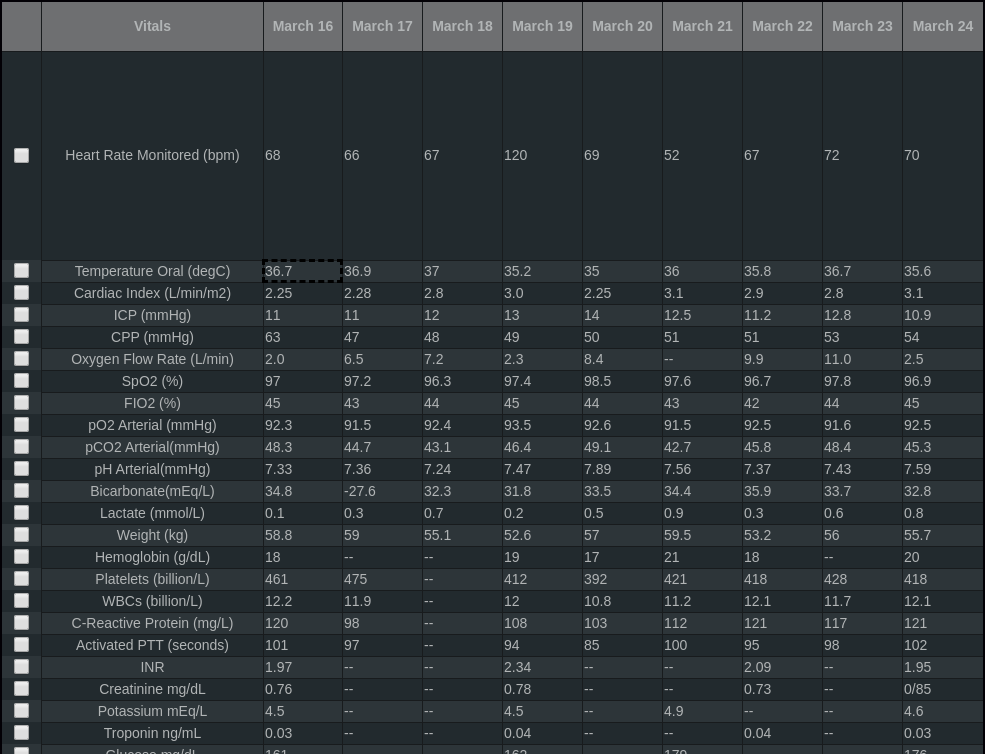 Vitals March 16 March 17 March 18 March 19 March 20 March 21 March 22 March 23 March 24
Heart Rate Monitored (bpm) 68 66 67 120 69 52 67 72 70
Temperature Oral (degC) 36.7 36.9 37 35.2 35 36 35.8 36.7 35.6
Cardiac Index (L/min/m2) 2.25 2.28 2.8 3.0 2.25 3.1 2.9 2.8 3.1
ICP (mmHg) 11 11 12 13 14 12.5 11.2 12.8 10.9
CPP (mmHg) 63 47 48 49 50 51 51 53 54
Oxygen Flow Rate (L/min) 2.0 6.5 7.2 2.3 8.4 -- 9.9 11.0 2.5
SpO2 (%) 97 97.2 96.3 97.4 98.5 97.6 96.7 97.8 96.9
FIO2 (%) 45 43 44 45 44 43 42 44 45
pO2 Arterial (mmHg) 92.3 91.5 92.4 93.5 92.6 91.5 92.5 91.6 92.5
pCO2 Arterial(mmHg) 48.3 44.7 43.1 46.4 49.1 42.7 45.8 48.4 45.3
pH Arterial(mmHg) 7.33 7.36 7.24 7.47 7.89 7.56 7.37 7.43 7.59
Bicarbonate(mEq/L) 34.8 -27.6 32.3 31.8 33.5 34.4 35.9 33.7 32.8
Lactate (mmol/L) 0.1 0.3 0.7 0.2 0.5 0.9 0.3 0.6 0.8
Weight (kg) 58.8 59 55.1 52.6 57 59.5 53.2 56 55.7
Hemoglobin (g/dL) 18 -- -- 19 17 21 18 -- 20
Platelets (billion/L) 461 475 -- 412 392 421 418 428 418
WBCs (billion/L) 12.2 11.9 -- 12 10.8 11.2 12.1 11.7 12.1
C-Reactive Protein (mg/L) 120 98 -- 108 103 112 121 117 121
Activated PTT (seconds) 101 97 -- 94 85 100 95 98 102
INR 1.97 -- -- 2.34 -- -- 2.09 -- 1.95
Creatinine mg/dL 0.76 -- -- 0.78 -- -- 0.73 -- 0/85
Potassium mEq/L 4.5 -- -- 4.5 -- 4.9 -- -- 4.6
Troponin ng/mL 0.03 -- -- 0.04 -- -- 0.04 -- 0.03
Glucose mg/dL 161